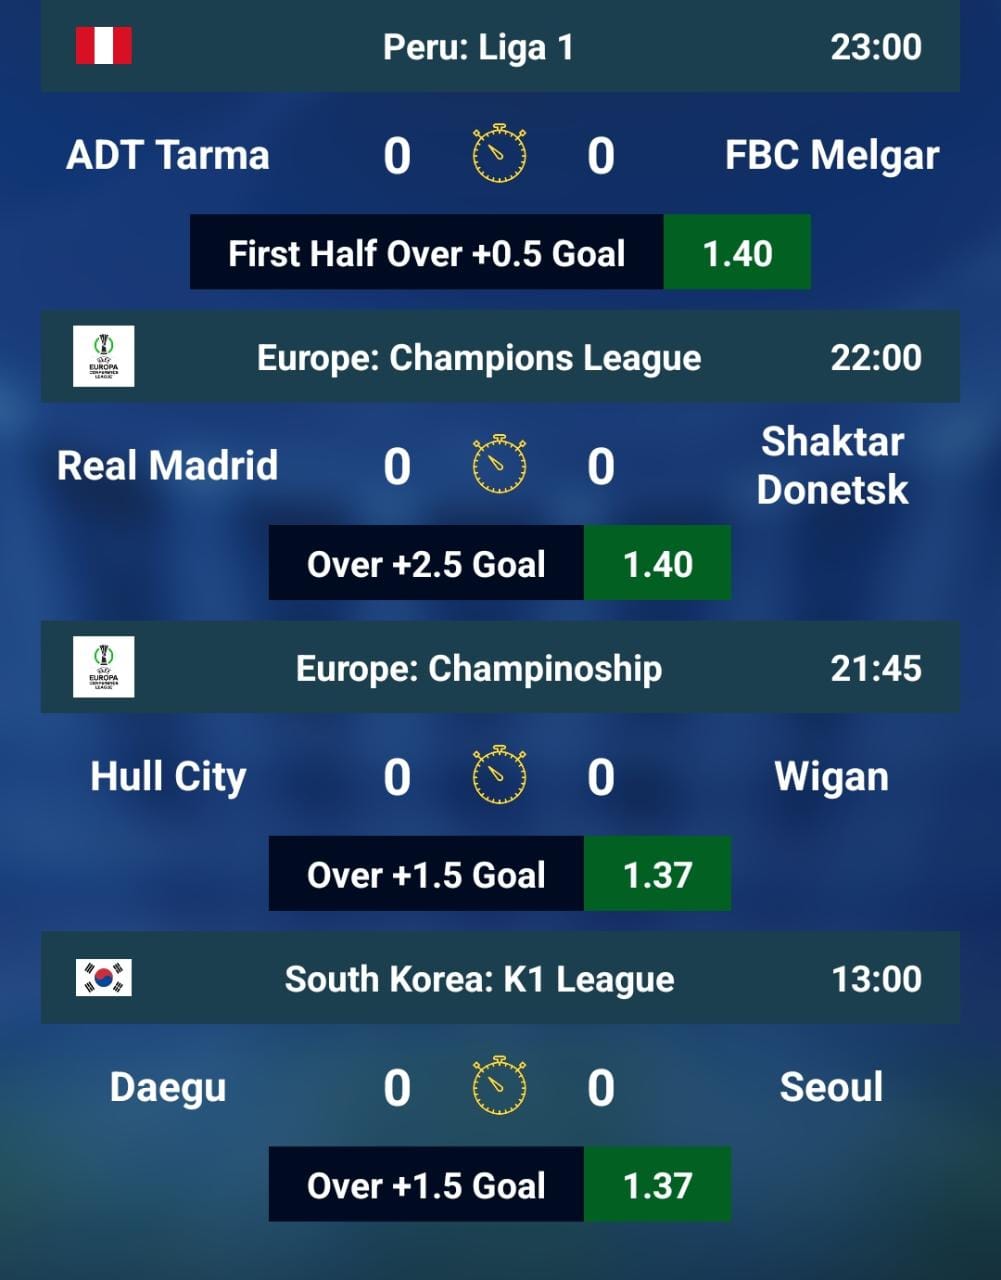 Peru: Liga 1 23:00
ADT Tarma 0 0 FBC Melgar
First Half Over +0.5 Goal 1.40
EUROPA
CONFERENCE
LEAGUE
Europe: Champions League 22:00
Real Madrid 0 0 Shaktar
Donetsk
Over +2.5 Goal 1.40
EUROPA
CONFERENCE
LEAGUE
Europe: Champinoship 21:45
Hull City 0 0 Wigan
Over +1.5 Goal 1.37
South Korea: K1 League 13:00
Daegu 0 0 Seoul
Over +1.5 Goal 1.37